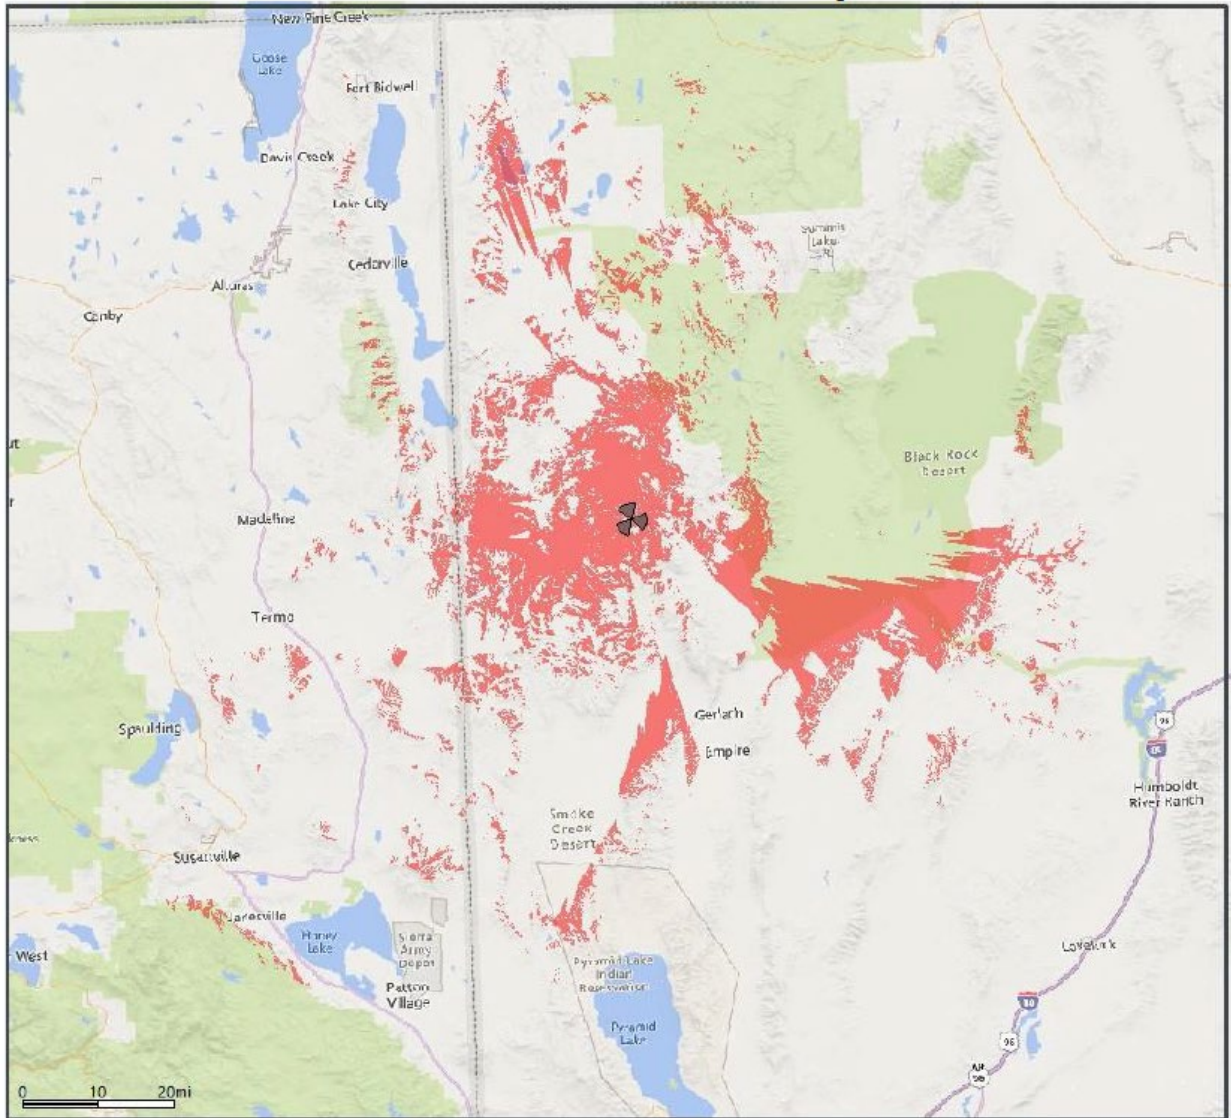 New Pine Creek
Goose
Lake
Fort Bidwell
Davis Creek
Lake City
Summit
Lake
Cedarville
Alturas
Canby
Black Rock
Desert
Madeline
Termo
Gerlach
Spaulding
95
80
Empire
Humboldt
River Ranch
Smoke
Creek
Desert
Susanville
Janesville
Honey
Lake
Sierra
Army
Depot
Lovelock
West
Pyramid Lake
Indian
Reservation
Patton
Village
80
Pyramid
Lake
95
0 10 20mi